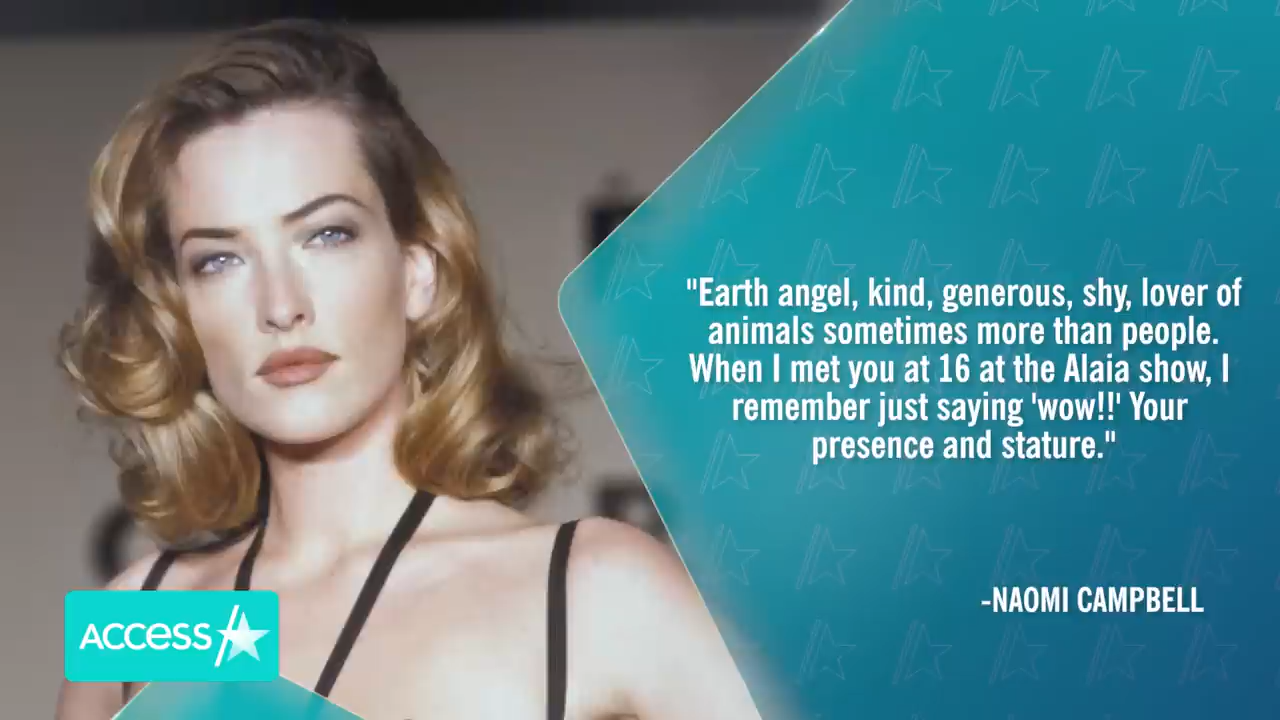 "Earth angel, kind, generous, shy, lover of
animals sometimes more than people.
When I met you at 16 at the Alaia show, I
remember just saying 'wow!!' Your
presence and stature."
-NAOMI CAMPBELL
ACCESS